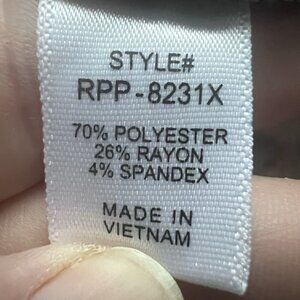 STYLE#
RPP-8231X
70% POLYESTER
26% RAYON
4% SPANDEX
MADE IN
VIETNAM